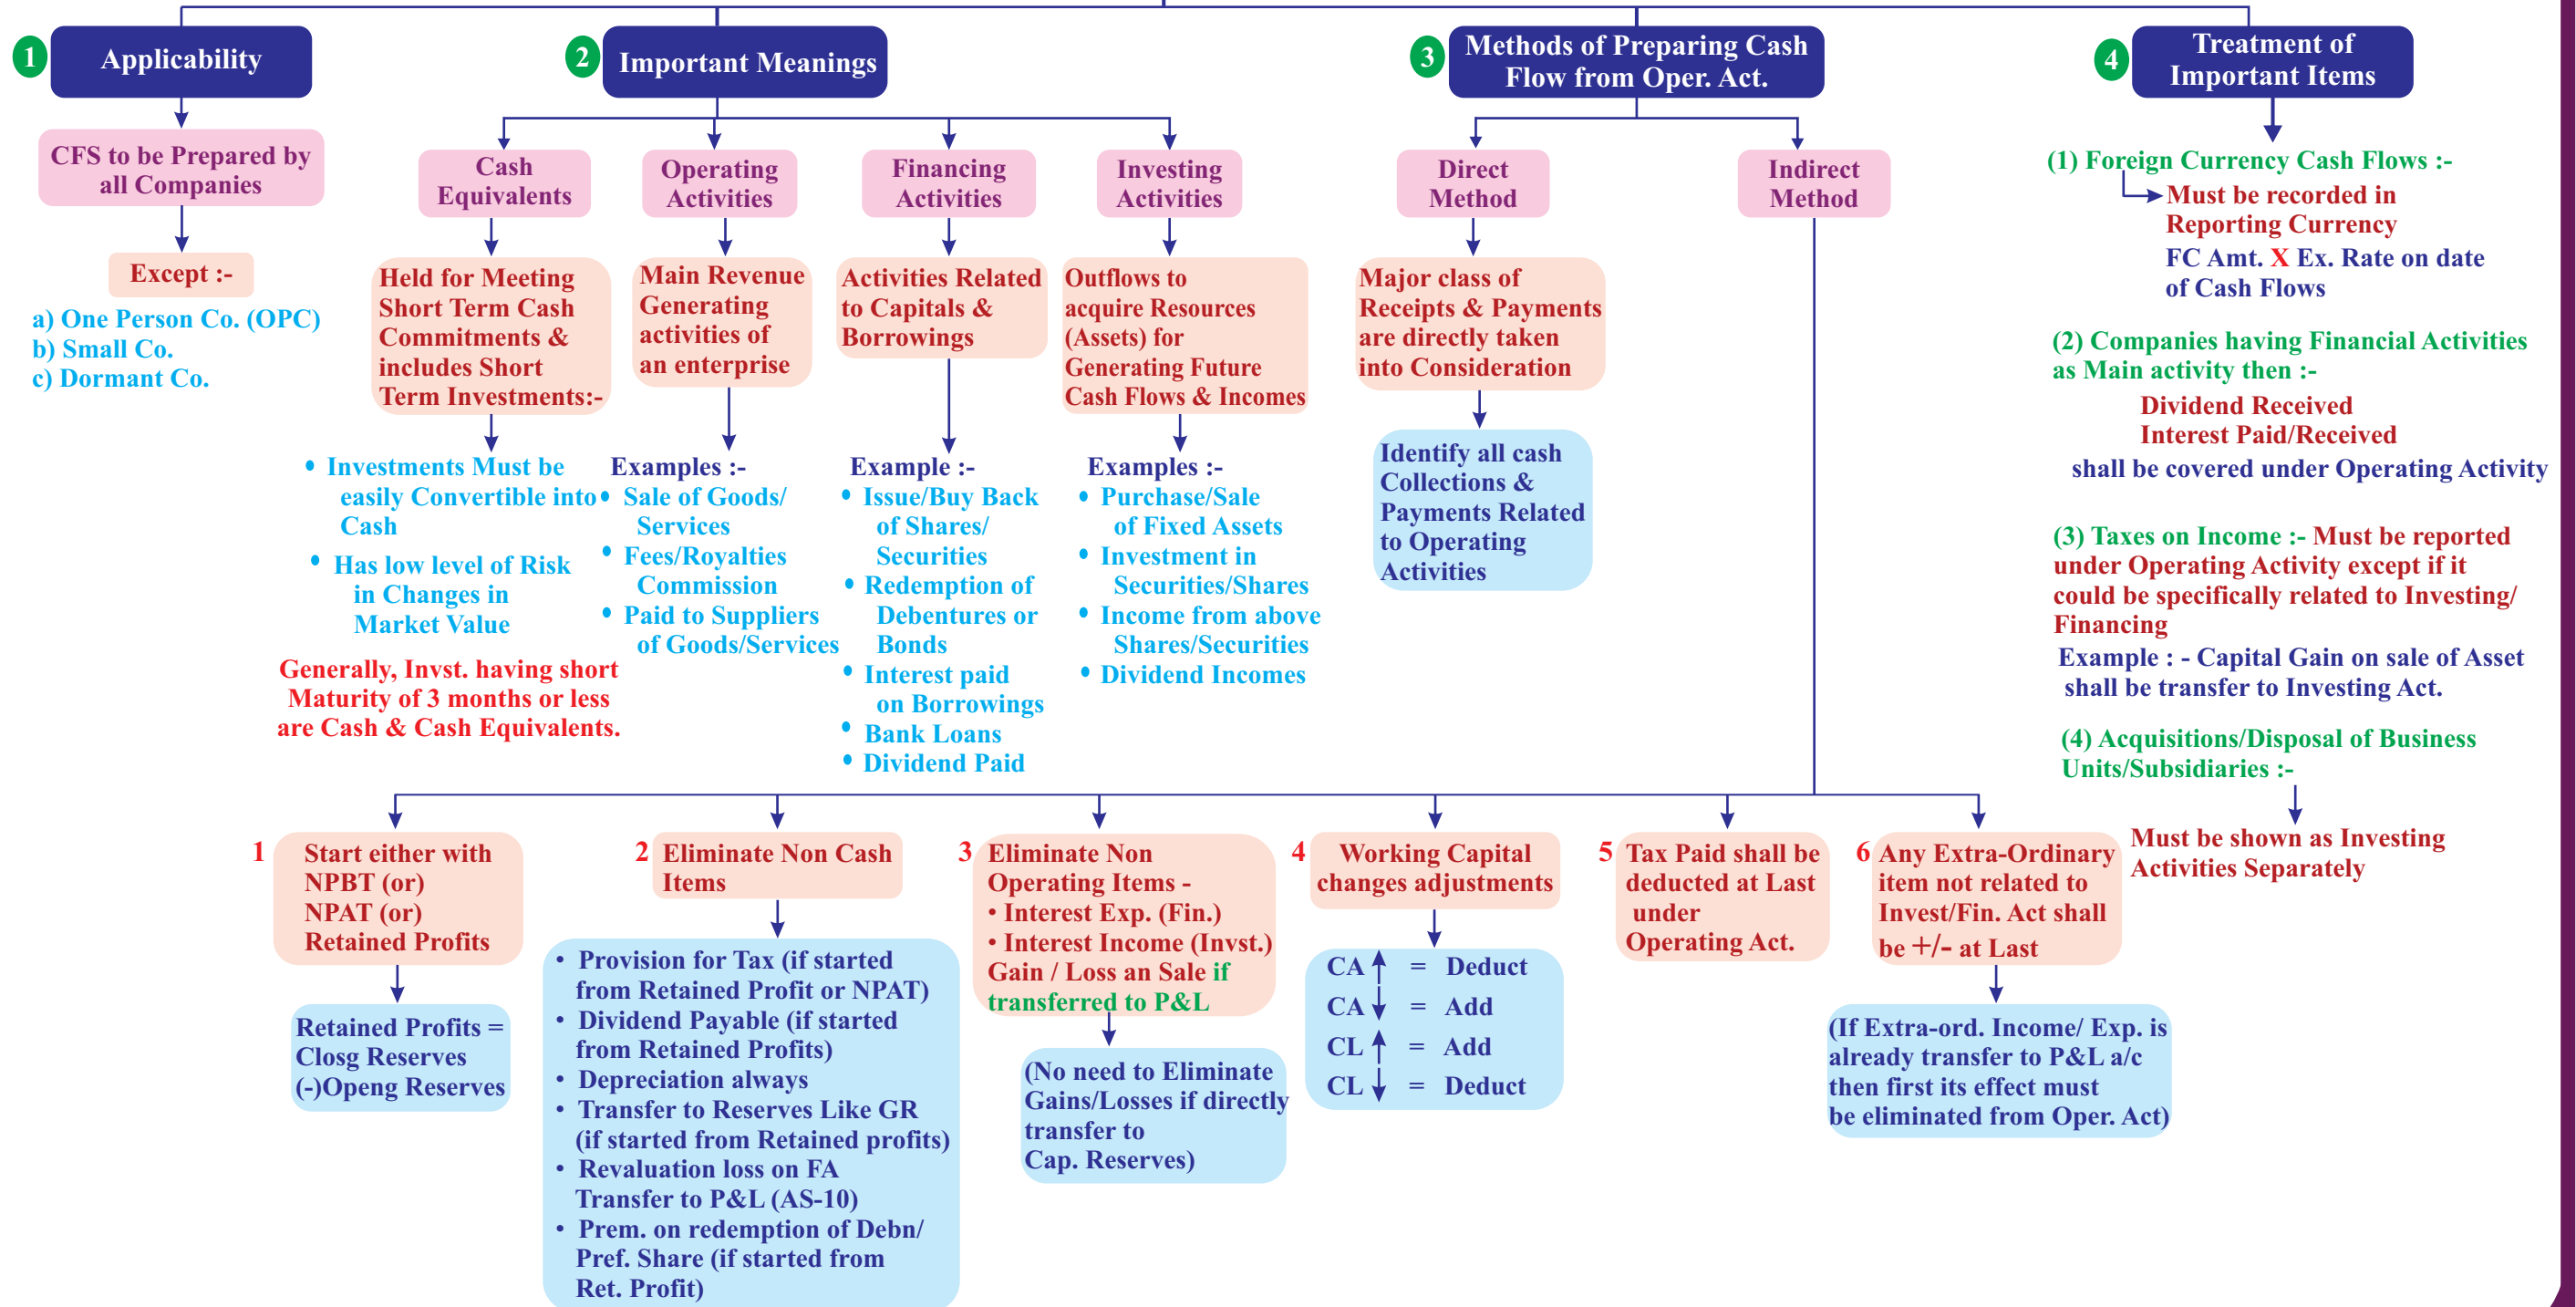 1
Applicability
CFS to be Prepared by
all Companies
Except :-
a) One Person Co. (OPC)
b) Small Co.
c) Dormant Co.
2
Important Meanings
Cash
Equivalents
Held for Meeting
Short Term Cash
Commitments &
includes Short
Term Investments:-
• Investments Must be
easily Convertible into
Cash
• Has low level of Risk
in Changes in
Market Value
Generally, Invst. having short
Maturity of 3 months or less
are Cash & Cash Equivalents.
Operating
Activities
Main Revenue
Generating
activities of
an enterprise
Examples :-
• Sale of Goods/
Services
• Fees/Royalties
Commission
• Paid to Suppliers
of Goods/Services
Financing
Activities
Activities Related
to Capitals &
Borrowings
Example :-
• Issue/Buy Back
of Shares/
Securities
• Redemption of
Debentures or
Bonds
• Interest paid
on Borrowings
• Bank Loans
• Dividend Paid
Investing
Activities
Outflows to
acquire Resources
(Assets) for
Generating Future
Cash Flows & Incomes
Examples :-
• Purchase/Sale
of Fixed Assets
• Investment in
Securities/Shares
• Income from above
Shares/Securities
• Dividend Incomes
3
Methods of Preparing Cash
Flow from Oper. Act.
Direct
Method
Major class of
Receipts & Payments
are directly taken
into Consideration
Identify all cash
Collections &
Payments Related
to Operating
Activities
Indirect
Method
1
Start either with
NPBT (or)
NPAT (or)
Retained Profits
Retained Profits =
Closg Reserves
(-)Openg Reserves
2
Eliminate Non Cash
Items
• Provision for Tax (if started
from Retained Profit or NPAT)
• Dividend Payable (if started
from Retained Profits)
• Depreciation always
• Transfer to Reserves Like GR
(if started from Retained profits)
• Revaluation loss on FA
Transfer to P&L (AS-10)
• Prem. on redemption of Debn/
Pref. Share (if started from
Ret. Profit)
3
Eliminate Non
Operating Items -
• Interest Exp. (Fin.)
• Interest Income (Invst.)
Gain / Loss an Sale if
transferred to P&L
(No need to Eliminate
Gains/Losses if directly
transfer to
Cap. Reserves)
4
Working Capital
changes adjustments
CA ↑ = Deduct
CA ↓ = Add
CL ↑ = Add
CL ↓ = Deduct
5
Tax Paid shall be
deducted at Last
under
Operating Act.
6
Any Extra-Ordinary
item not related to
Invest/Fin. Act shall
be +/- at Last
(If Extra-ord. Income/ Exp. is
already transfer to P&L a/c
then first its effect must
be eliminated from Oper. Act)
4
Treatment of
Important Items
(1) Foreign Currency Cash Flows :-
Must be recorded in
Reporting Currency
FC Amt. X Ex. Rate on date
of Cash Flows
(2) Companies having Financial Activities
as Main activity then :-
Dividend Received
Interest Paid/Received
shall be covered under Operating Activity
(3) Taxes on Income :- Must be reported
under Operating Activity except if it
could be specifically related to Investing/
Financing
Example : - Capital Gain on sale of Asset
shall be transfer to Investing Act.
(4) Acquisitions/Disposal of Business
Units/Subsidiaries :-
Must be shown as Investing
Activities Separately